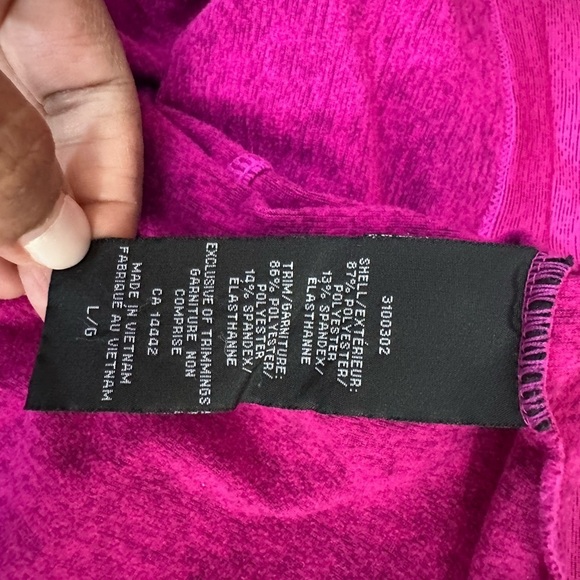 3100302
SHELL/EXTÉRIEUR:
87% POLYESTER/
POLYESTER
13% SPANDEX/
ÉLASTHANNE
TRIM/GARNITURE:
86% POLYESTER/
POLYESTER
14% SPANDEX/
ÉLASTHANNE
EXCLUSIVE OF TRIMMINGS
GARNITURE NON
COMPRISE
CA 14442
MADE IN VIETNAM
FABRIQUÉ AU VIETNAM
L/G